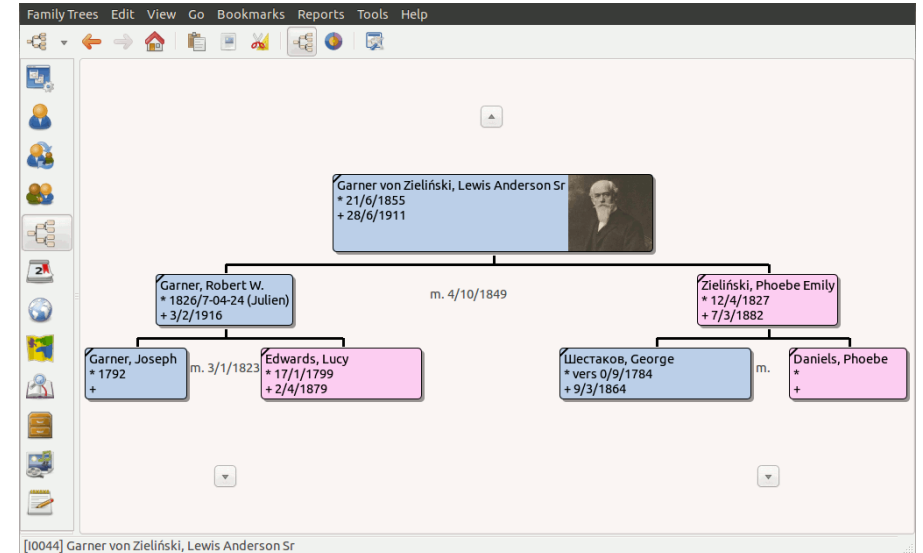 Family Trees Edit View Go Bookmarks Reports Tools Help
2
Garner von Zieliński, Lewis Anderson Sr
* 21/6/1855
+ 28/6/1911
Garner, Robert W.
* 1826/7-04-24 (Julien)
+ 3/2/1916
m. 4/10/1849
Zieliński, Phoebe Emily
* 12/4/1827
+ 7/3/1882
Garner, Joseph
* 1792
+
m. 3/1/1823
Edwards, Lucy
* 17/1/1799
+ 2/4/1879
Шестаков, George
* vers 0/9/1784
+ 9/3/1864
m.
Daniels, Phoebe
*
+
[I0044] Garner von Zieliński, Lewis Anderson Sr